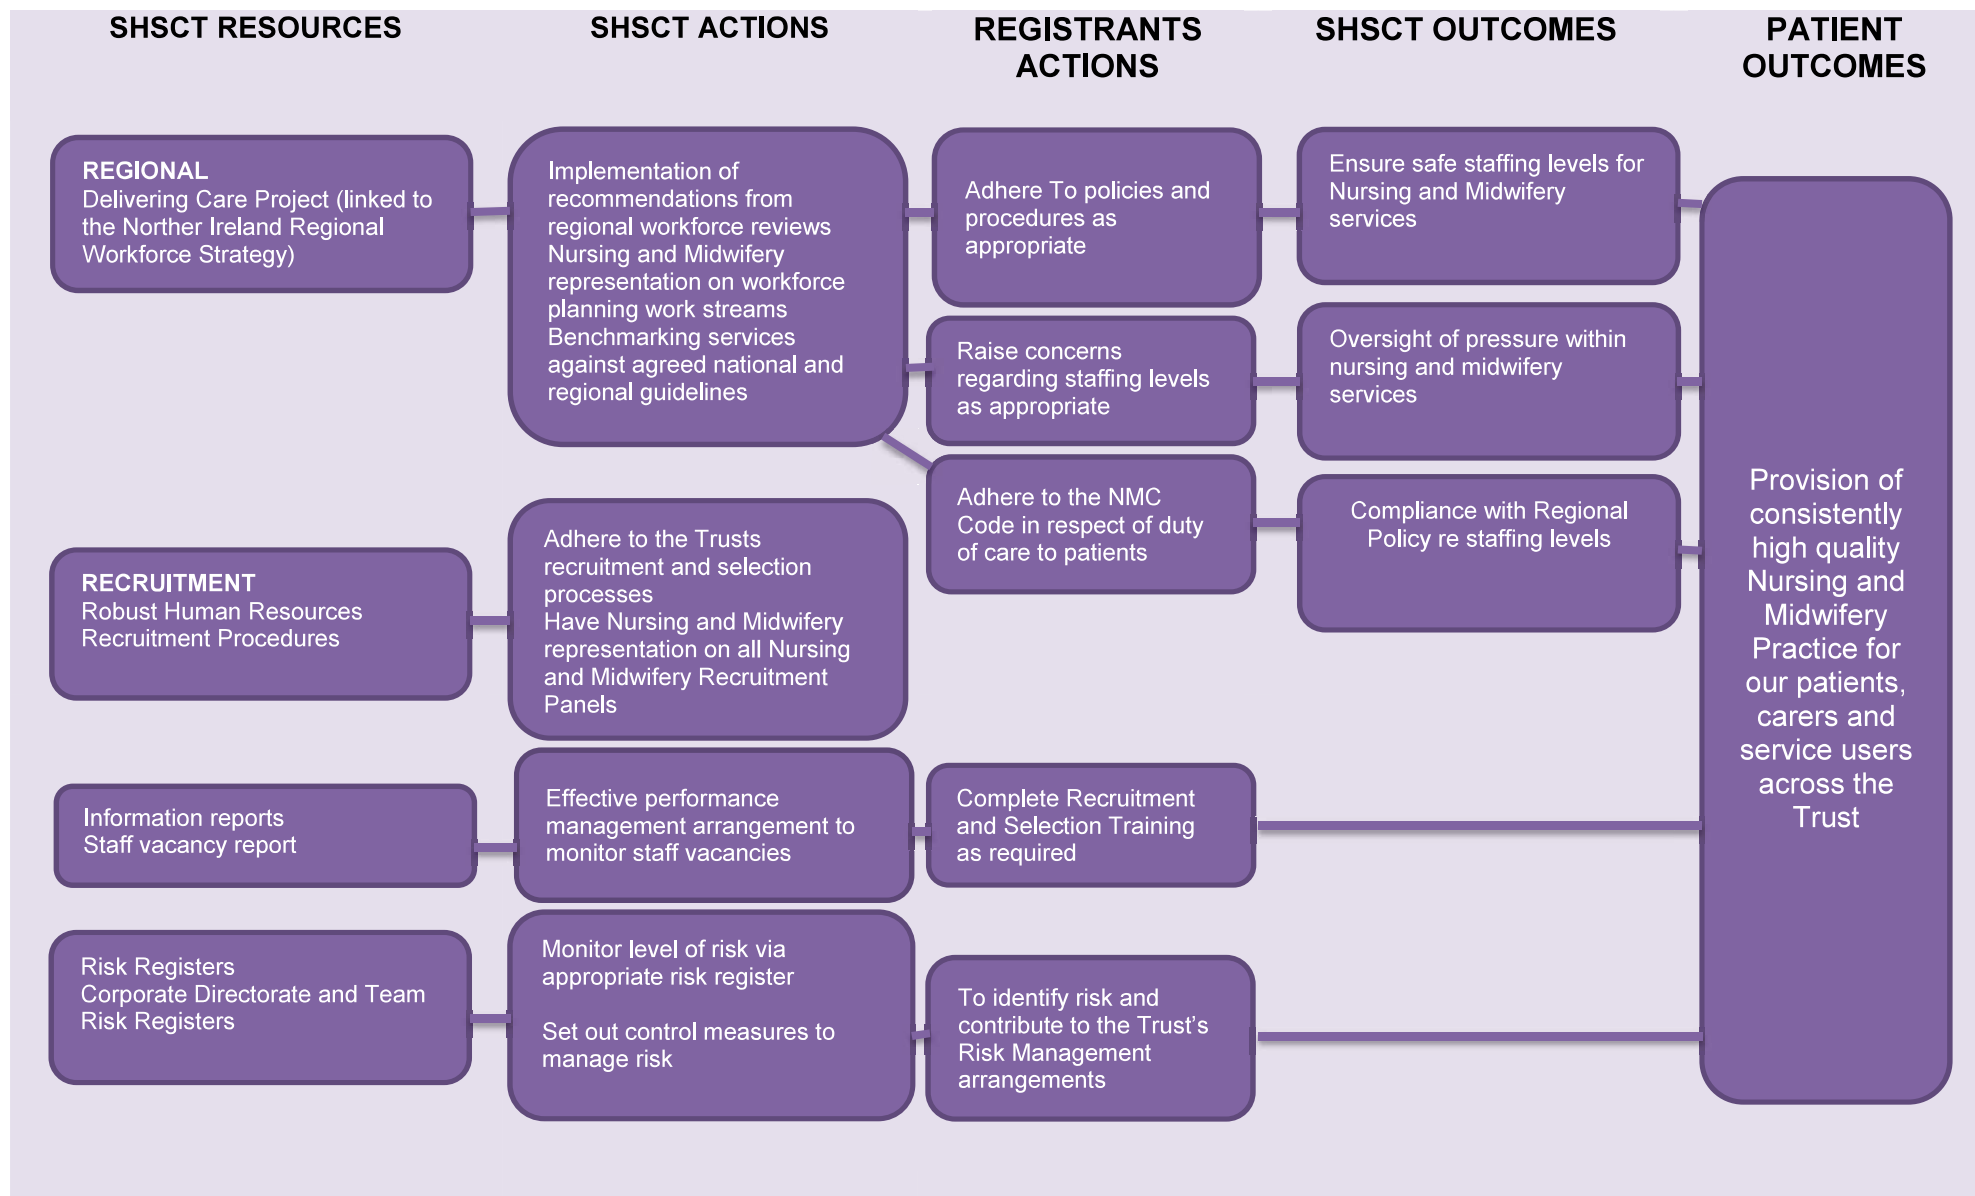 SHSCT RESOURCES
SHSCT ACTIONS
REGISTRANTS
ACTIONS
SHSCT OUTCOMES
PATIENT
OUTCOMES
REGIONAL
Delivering Care Project (linked to
the Norther Ireland Regional
Workforce Strategy)
Implementation of
recommendations from
regional workforce reviews
Nursing and Midwifery
representation on workforce
planning work streams
Benchmarking services
against agreed national and
regional guidelines
Adhere To policies and
procedures as
appropriate
Ensure safe staffing levels for
Nursing and Midwifery
services
Raise concerns
regarding staffing levels
as appropriate
Oversight of pressure within
nursing and midwifery
services
Adhere to the NMC
Code in respect of duty
of care to patients
Compliance with Regional
Policy re staffing levels
RECRUITMENT
Robust Human Resources
Recruitment Procedures
Adhere to the Trusts
recruitment and selection
processes
Have Nursing and Midwifery
representation on all Nursing
and Midwifery Recruitment
Panels
Information reports
Staff vacancy report
Effective performance
management arrangement to
monitor staff vacancies
Complete Recruitment
and Selection Training
as required
Risk Registers
Corporate Directorate and Team
Risk Registers
Monitor level of risk via
appropriate risk register
Set out control measures to
manage risk
To identify risk and
contribute to the Trust's
Risk Management
arrangements
Provision of
consistently
high quality
Nursing and
Midwifery
Practice for
our patients,
carers and
service users
across the
Trust